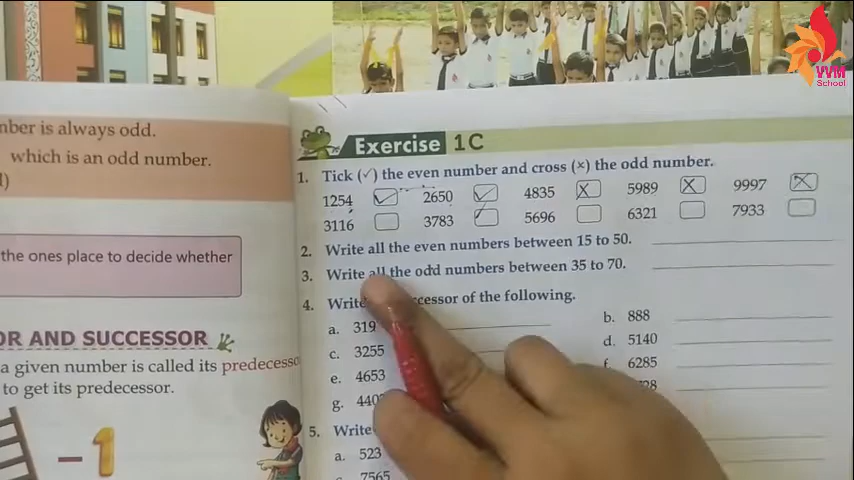 VVM
School
mber is always odd.
which is an odd number.
)
the ones place to decide whether
OR AND SUCCESSOR
a given number is called its predecesso
to get its predecessor.
– 1
Exercise 1C
1. Tick (✓) the even number and cross (×) the odd number.
1254 ✓ 2650 ✓ 4835 × 5989 × 9997 ×
3116 3783 5696 6321 7933
2. Write all the even numbers between 15 to 50.
3. Write all the odd numbers between 35 to 70.
4. Write successor of the following.
a. 319 b. 888
c. 3255 d. 5140
e. 4653 f. 6285
g.
5. Write
a. 523
c. 7565